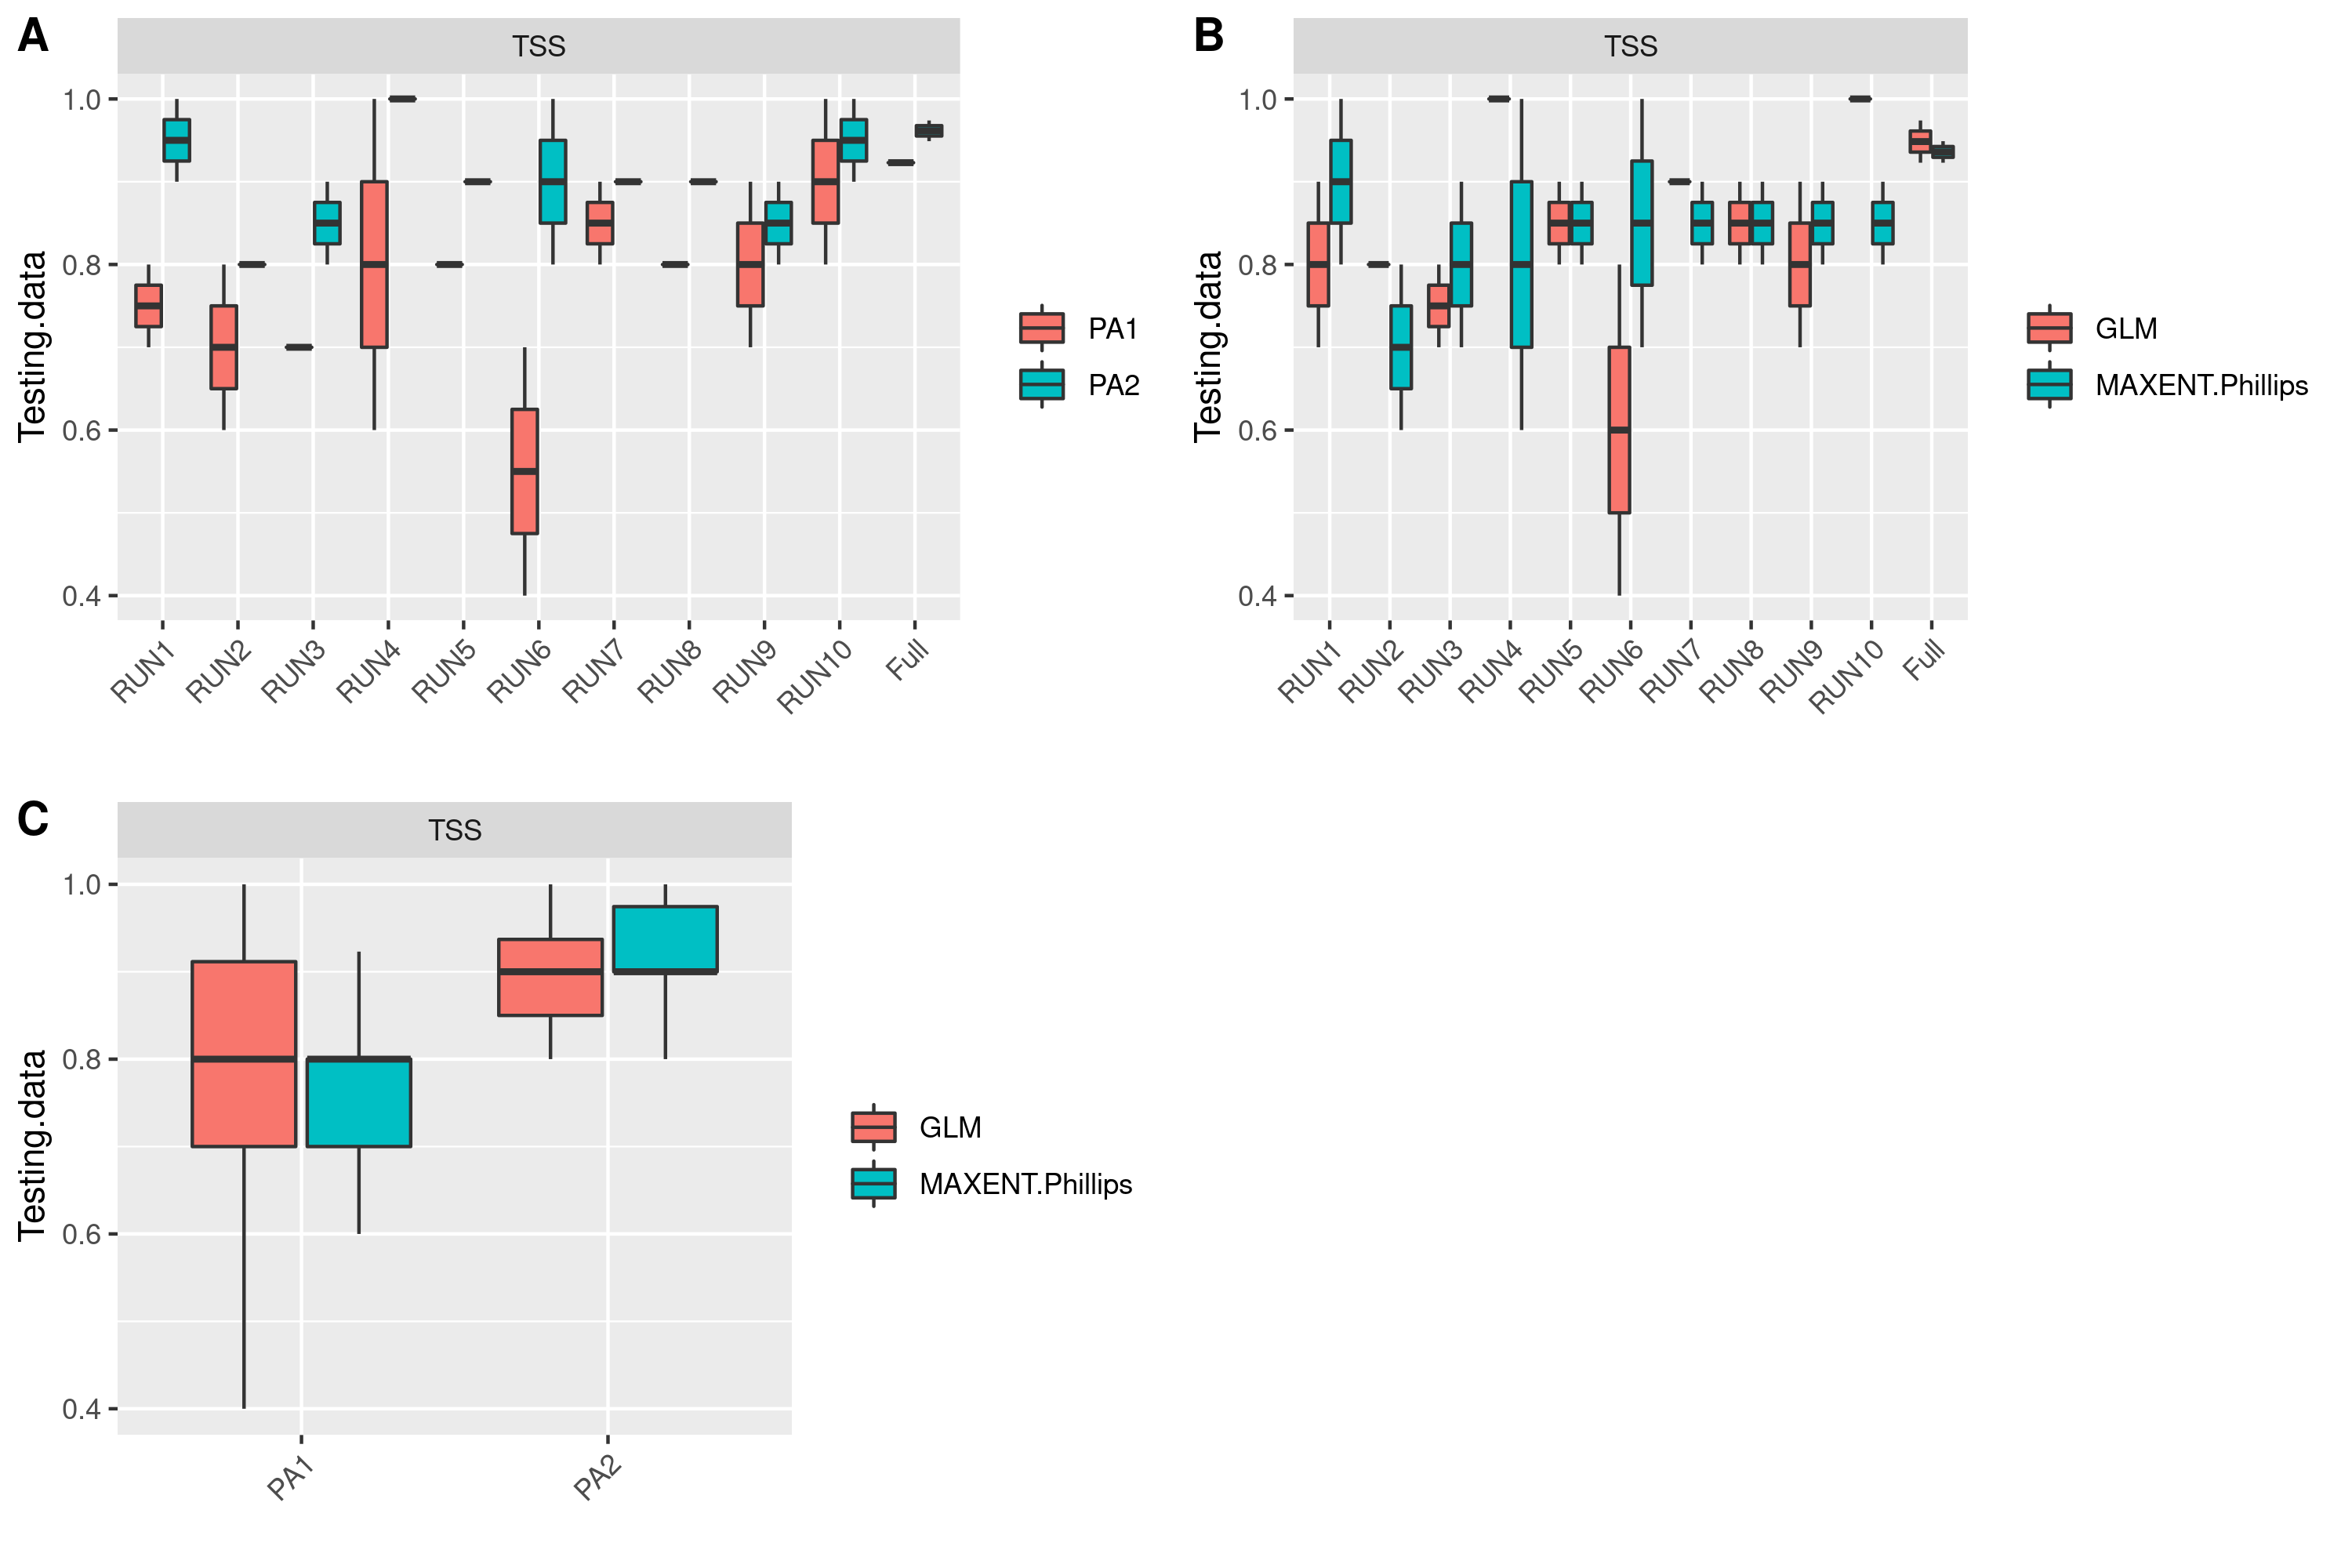 A
TSS
Testing.data
1.0
0.8
0.6
0.4
RUN1
RUN2
RUN3
RUN4
RUN5
RUN6
RUN7
RUN8
RUN9
RUN10
Full
PA1
PA2
B
TSS
Testing.data
1.0
0.8
0.6
0.4
RUN1
RUN2
RUN3
RUN4
RUN5
RUN6
RUN7
RUN8
RUN9
RUN10
Full
GLM
MAXENT.Phillips
C
TSS
Testing.data
1.0
0.8
0.6
0.4
PA1
PA2
GLM
MAXENT.Phillips